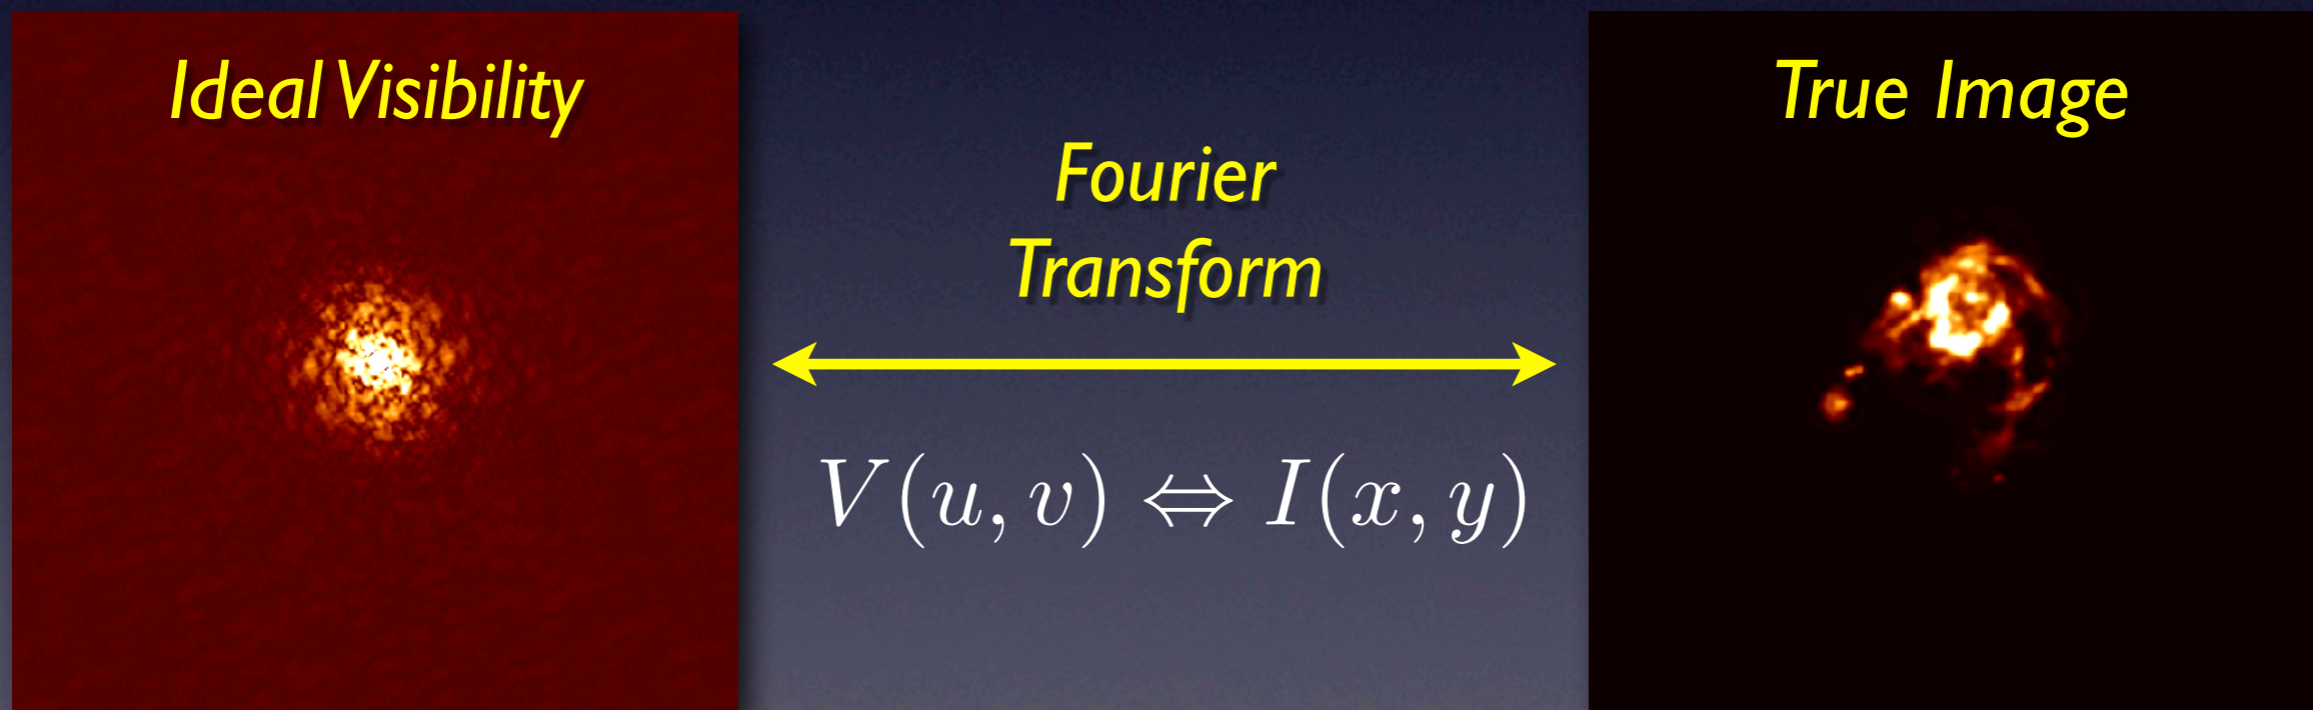 Ideal Visibility
Fourier
Transform
V(u, v) ⇔ I(x, y)
True Image